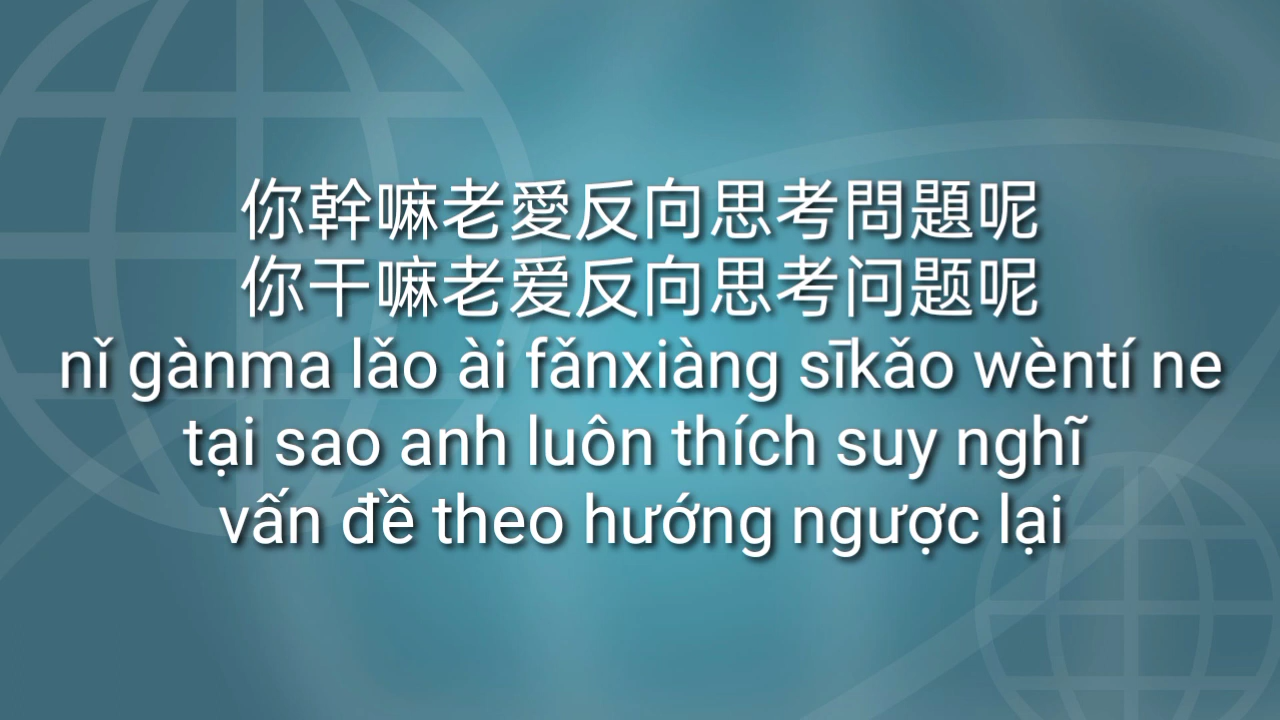 你幹嘛老愛反向思考問題呢
你干嘛老爱反向思考问题呢
nǐ gànma lǎo ài fǎnxiàng sīkǎo wèntí ne
tại sao anh luôn thích suy nghĩ
vấn đề theo hướng ngược lại